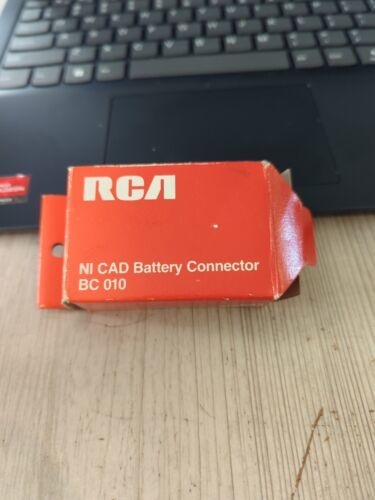 RCA
NI CAD Battery Connector
BC 010